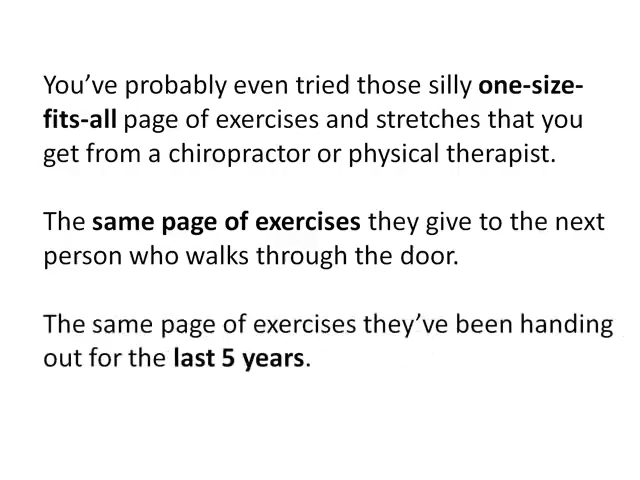 You’ve probably even tried those silly one-size-
fits-all page of exercises and stretches that you
get from a chiropractor or physical therapist.
The same page of exercises they give to the next
person who walks through the door.
The same page of exercises they’ve been handing
out for the last 5 years.